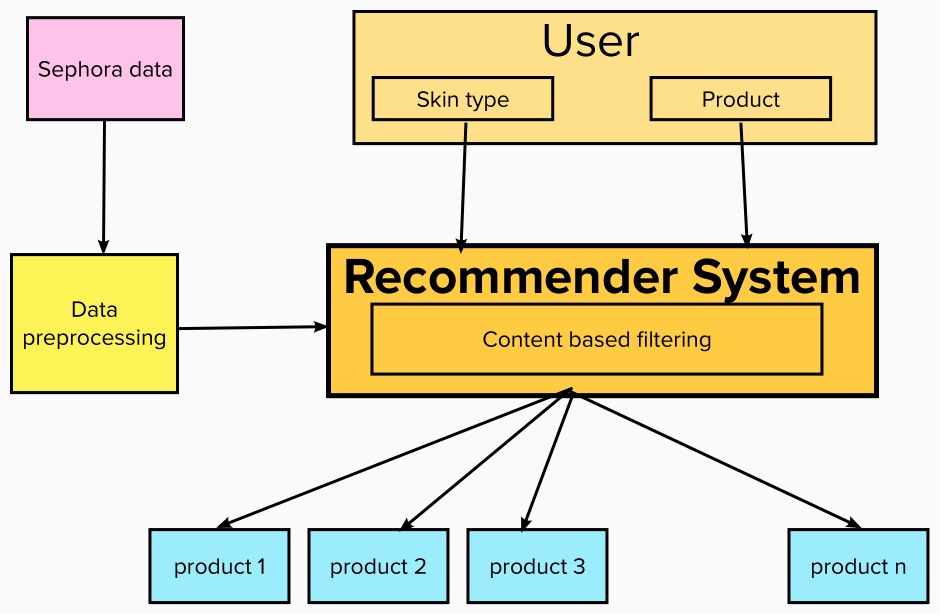 User
Sephora data
Skin type
Product
Recommender System
Data
preprocessing
Content based filtering
product 1
product 2
product 3
product n